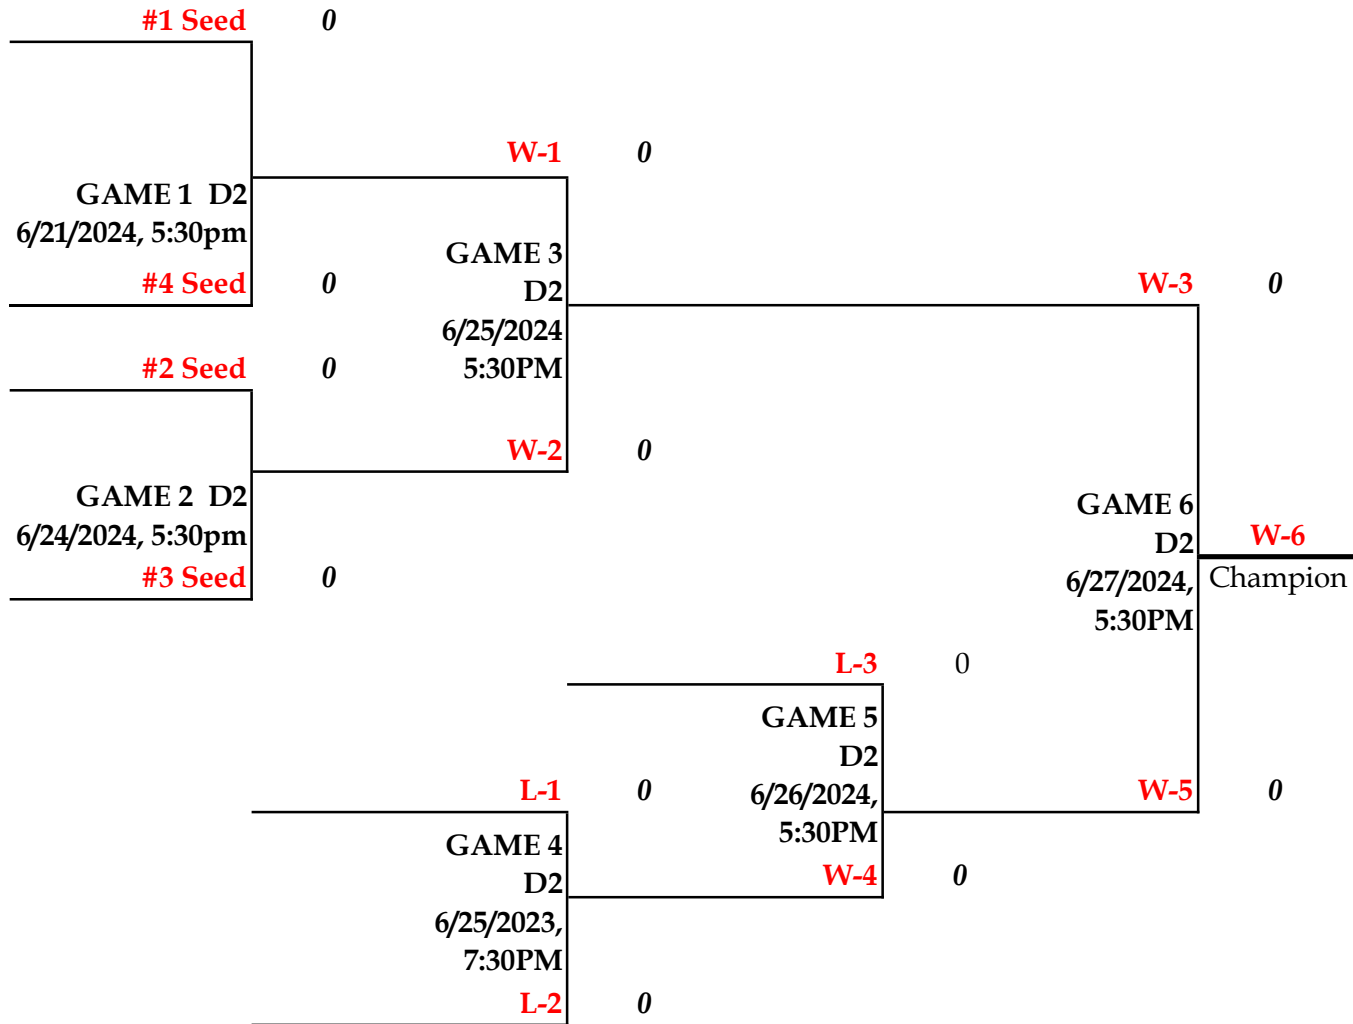 #1 Seed 0
W-1 0
GAME 1 D2
6/21/2024, 5:30pm
#4 Seed 0
GAME 3
D2
6/25/2024
5:30PM
W-3 0
#2 Seed 0
W-2 0
GAME 2 D2
6/24/2024, 5:30pm
#3 Seed 0
GAME 6
D2
6/27/2024,
5:30PM
W-6
Champion
L-3 0
GAME 5
D2
6/26/2024,
5:30PM
L-1 0
W-5 0
GAME 4
D2
6/25/2023,
7:30PM
W-4 0
L-2 0